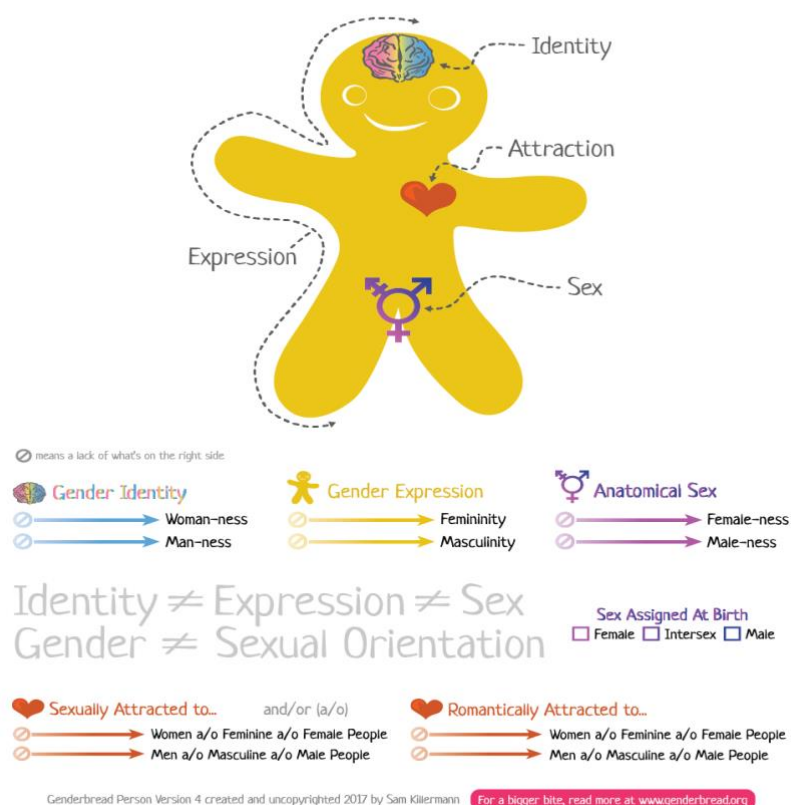 Identity
Attraction
Expression
Sex
means a lack of what's on the right side
Gender Identity
Woman-ness
Man-ness
Gender Expression
Femininity
Masculinity
Anatomical Sex
Female-ness
Male-ness
Identity ≠ Expression ≠ Sex
Gender ≠ Sexual Orientation
Sex Assigned At Birth
Female Intersex Male
Sexually Attracted to... and/or (a/o)
Women a/o Feminine a/o Female People
Men a/o Masculine a/o Male People
Romantically Attracted to...
Women a/o Feminine a/o Female People
Men a/o Masculine a/o Male People
Genderbread Person Version 4 created and uncopyrighted 2017 by Sam Killermann
For a bigger bite, read more at www.genderbread.org